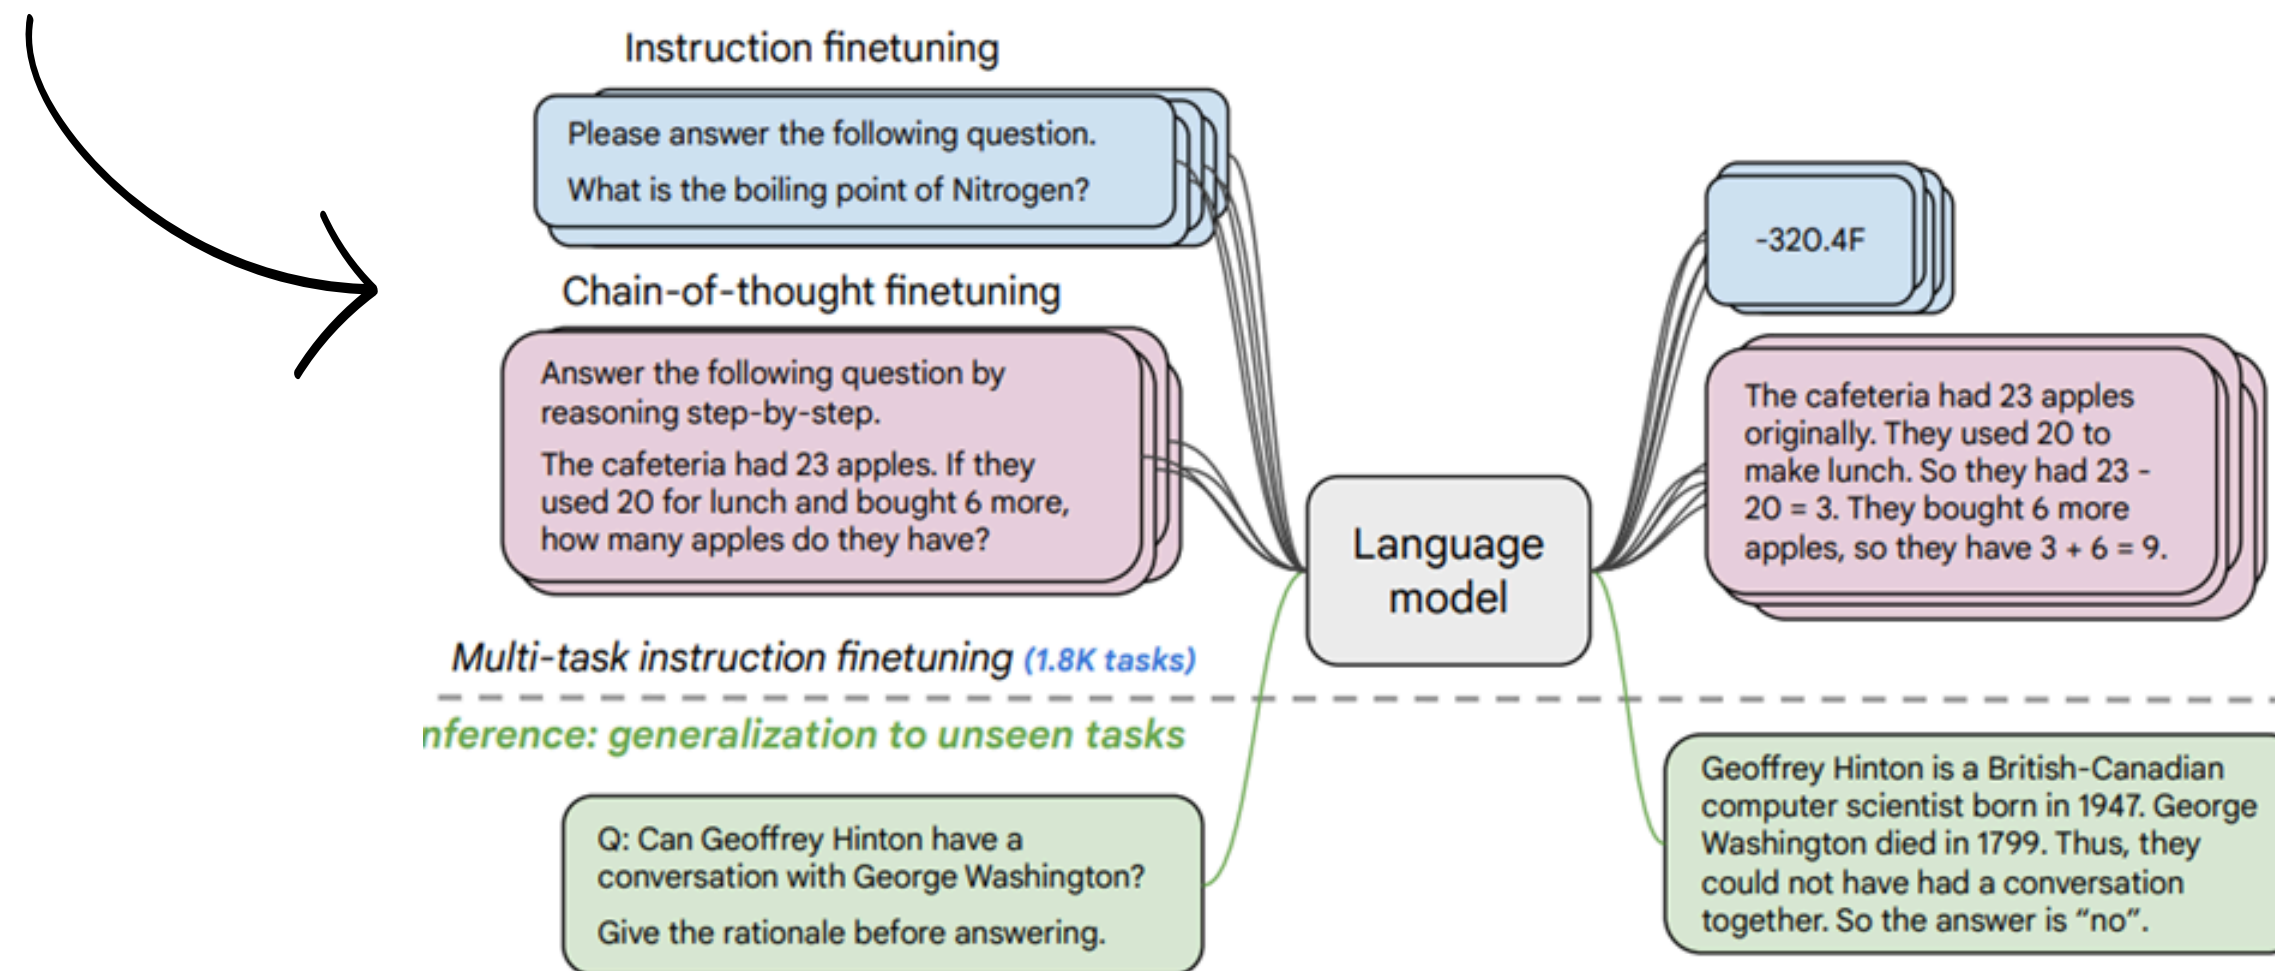 Instruction finetuning
Please answer the following question.
What is the boiling point of Nitrogen?
-320.4F
Chain-of-thought finetuning
Answer the following question by
reasoning step-by-step.
The cafeteria had 23 apples. If they
used 20 for lunch and bought 6 more,
how many apples do they have?
Language
model
The cafeteria had 23 apples
originally. They used 20 to
make lunch. So they had 23 -
20 = 3. They bought 6 more
apples, so they have 3 + 6 = 9.
Multi-task instruction finetuning (1.8K tasks)
nference: generalization to unseen tasks
Q: Can Geoffrey Hinton have a
conversation with George Washington?
Give the rationale before answering.
Geoffrey Hinton is a British-Canadian
computer scientist born in 1947. George
Washington died in 1799. Thus, they
could not have had a conversation
together. So the answer is “no”.